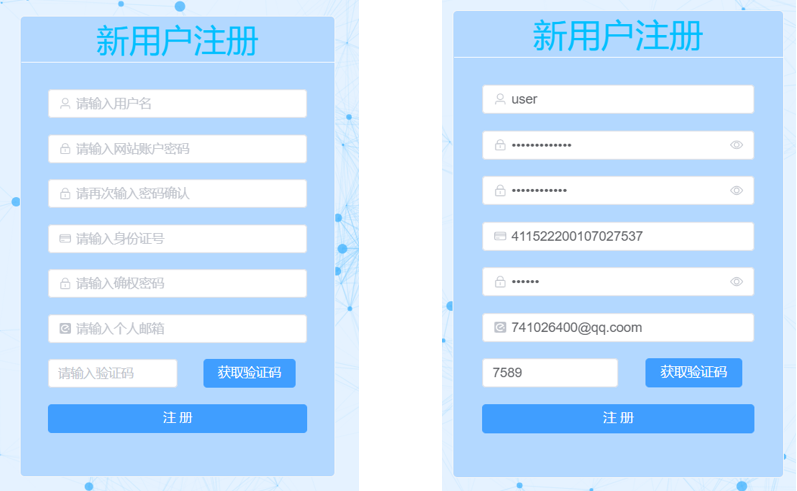 新用户注册
请输入用户名
请输入网站账户密码
请再次输入密码确认
请输入身份证号
请输入确权密码
请输入个人邮箱
请输入验证码 获取验证码
注 册
新用户注册
user
•••••••••••••
••••••••••••
411522200107027537
••••••
741026400@qq.coom
7589 获取验证码
注 册